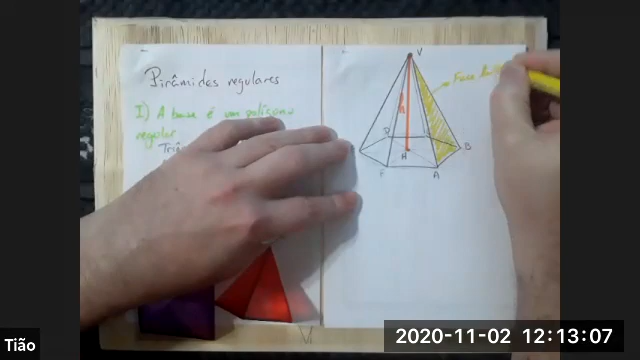 Pirâmides regulares
I) A base é um polígono
regular
V
h
Face
D
B
H
F
A
Tião
2020-11-02 12:13:07